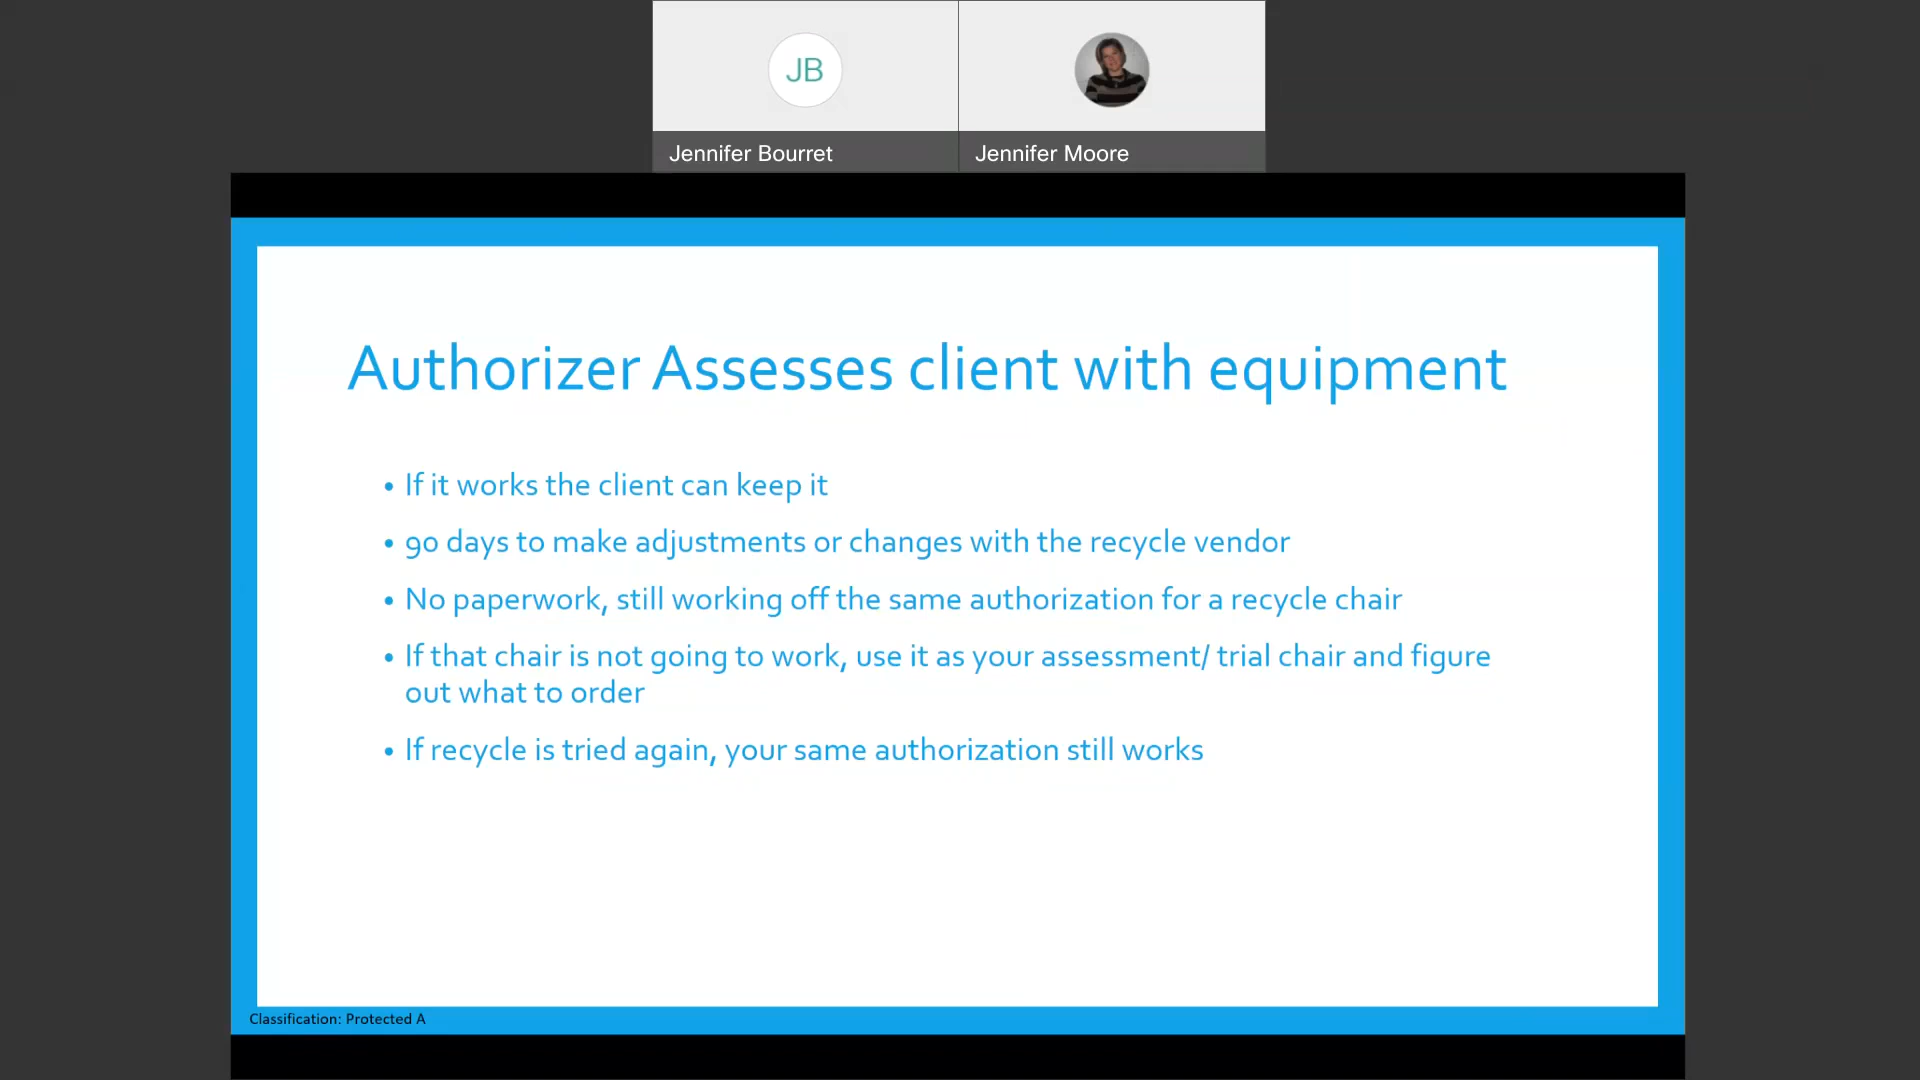 JB
Jennifer Bourret
Jennifer Moore
Authorizer Assesses client with equipment
• If it works the client can keep it
• 90 days to make adjustments or changes with the recycle vendor
• No paperwork, still working off the same authorization for a recycle chair
• If that chair is not going to work, use it as your assessment/ trial chair and figure
out what to order
• If recycle is tried again, your same authorization still works
Classification: Protected A